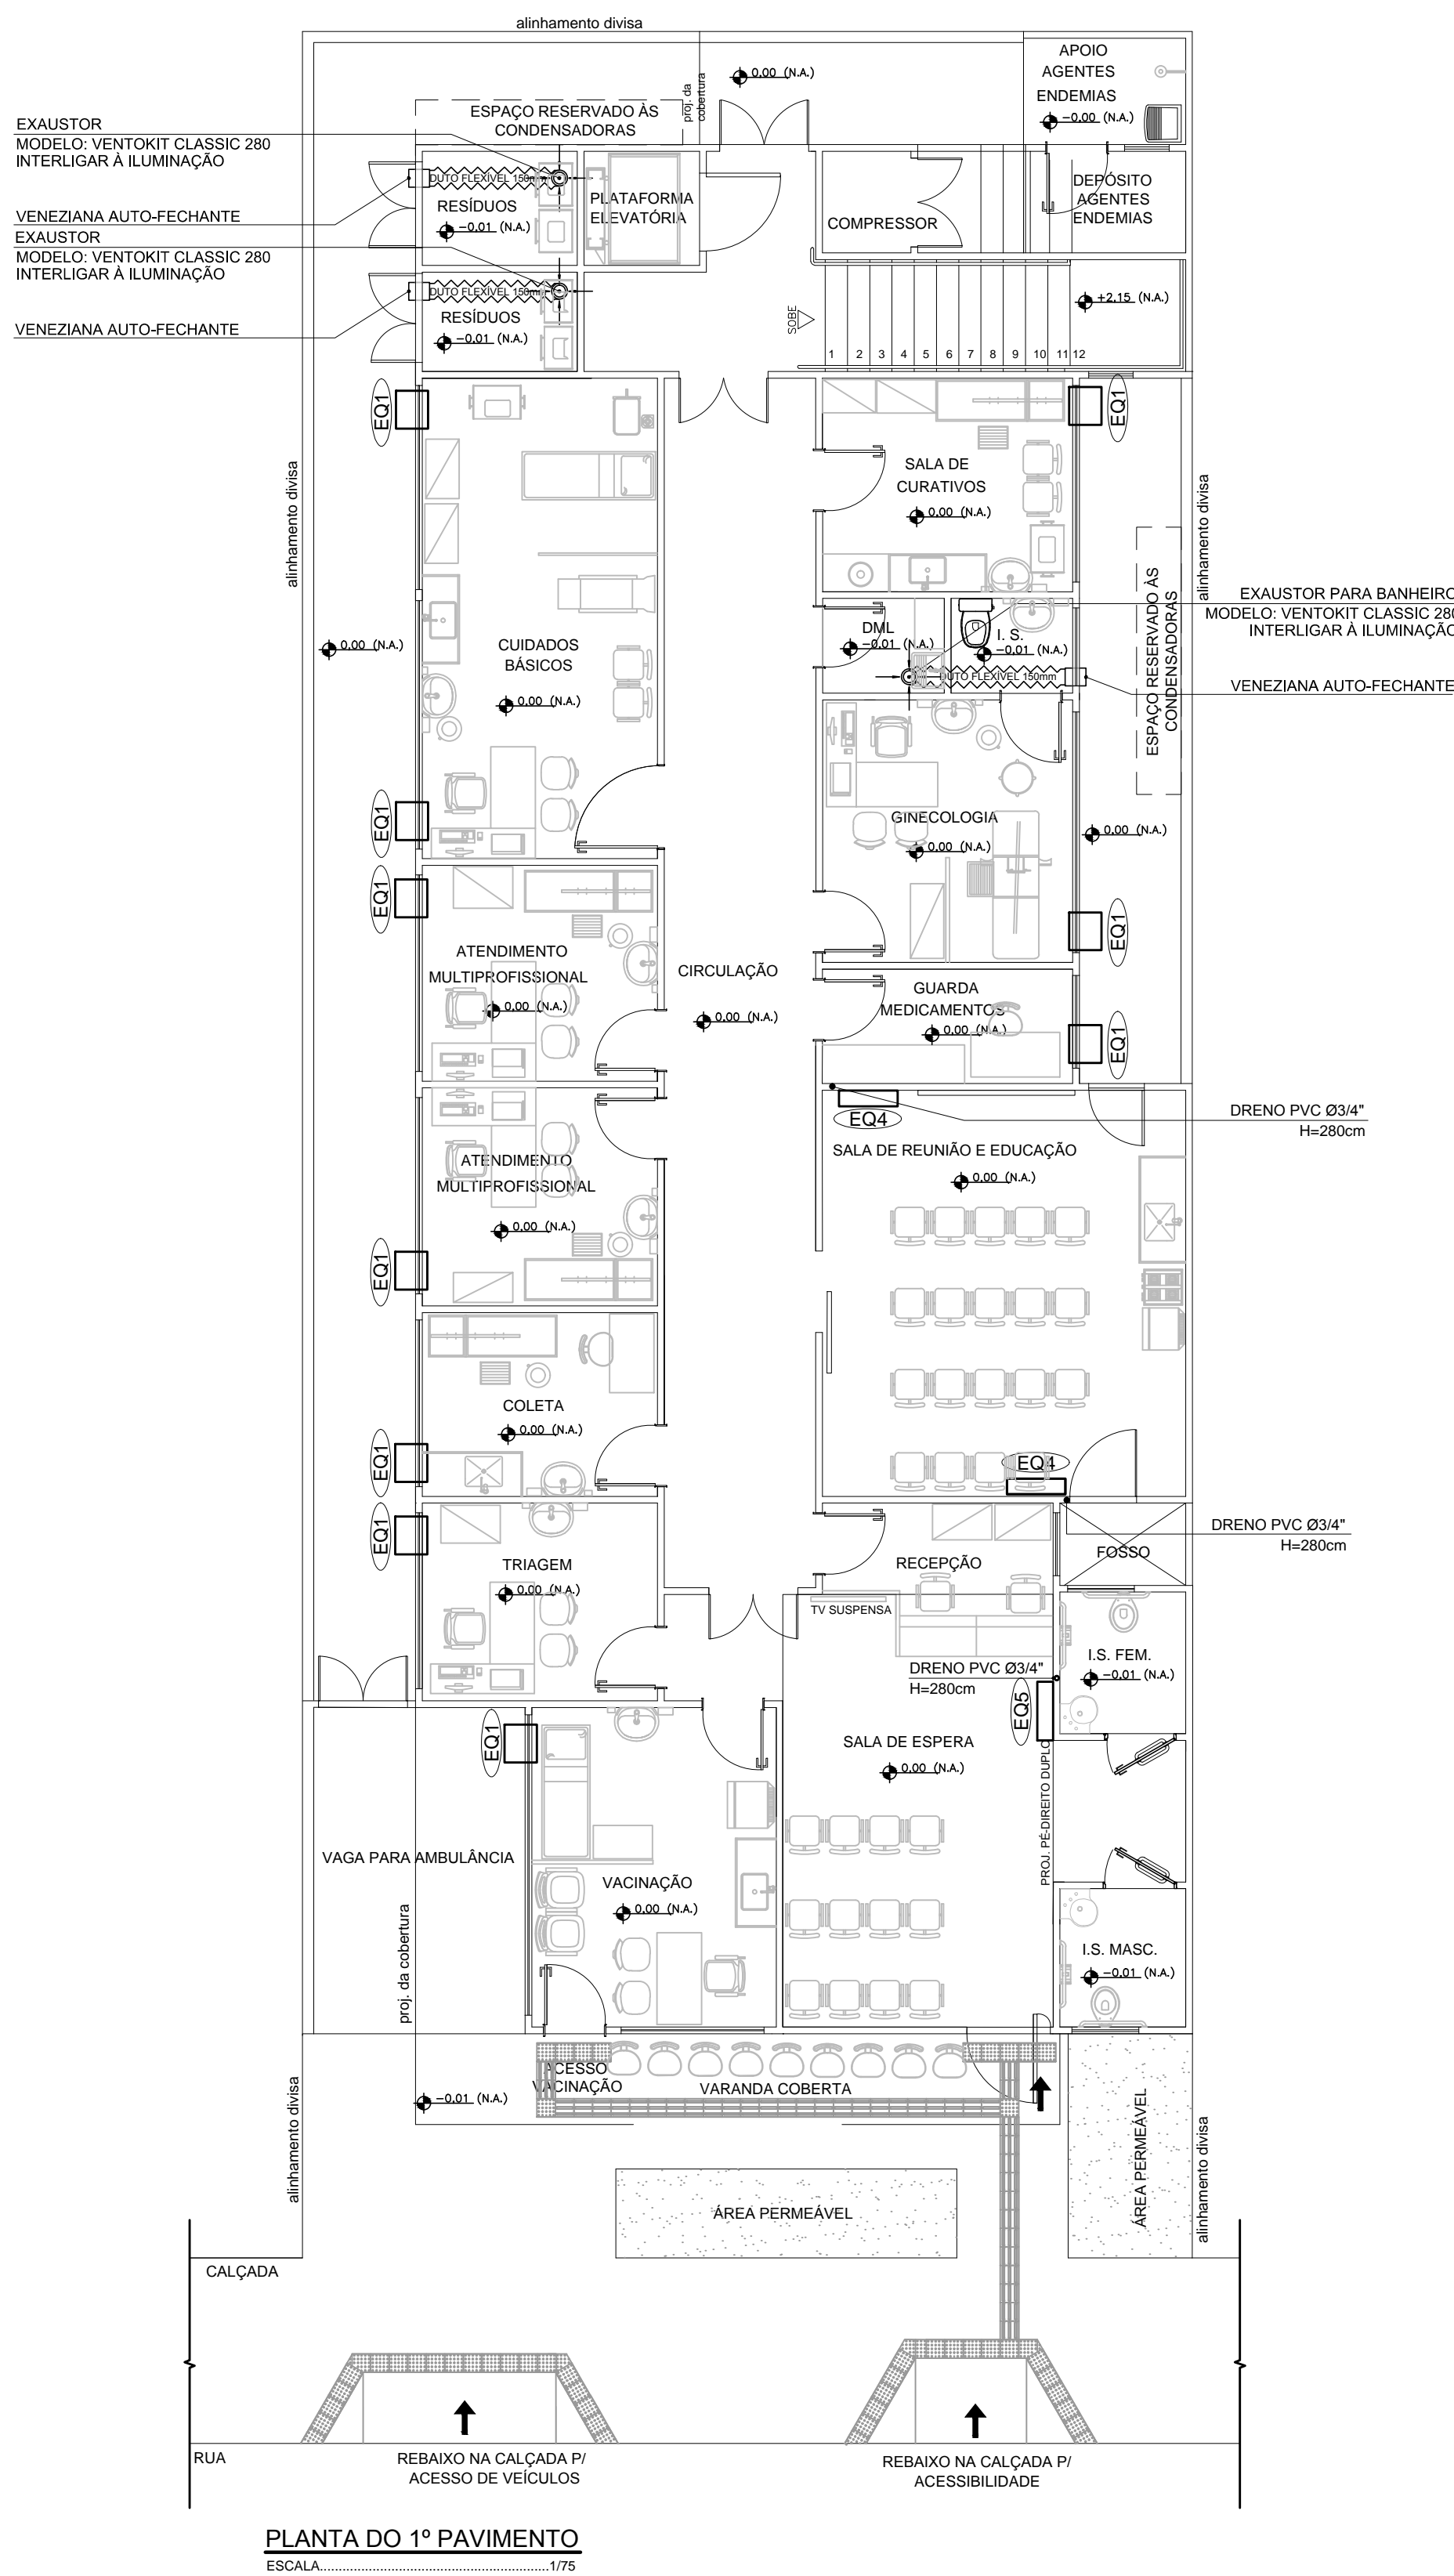 alinhamento divisa
APOIO
AGENTES
ENDEMIAS
-0.00 (N.A.)
0.00 (N.A.)
proj. da
cobertura
ESPAÇO RESERVADO ÀS
CONDENSADORAS
EXAUSTOR
MODELO: VENTOKIT CLASSIC 280
INTERLIGAR À ILUMINAÇÃO
DUTO FLEXÍVEL 150mm
RESÍDUOS
-0.01 (N.A.)
PLATAFORMA
ELEVATÓRIA
COMPRESSOR
DEPÓSITO
AGENTES
ENDEMIAS
VENEZIANA AUTO-FECHANTE
EXAUSTOR
MODELO: VENTOKIT CLASSIC 280
INTERLIGAR À ILUMINAÇÃO
DUTO FLEXÍVEL 150mm
RESÍDUOS
-0.01 (N.A.)
VENEZIANA AUTO-FECHANTE
+2.15 (N.A.)
SOBE
1 2 3 4 5 6 7 8 9 10 11 12
EQ1
EQ1
alinhamento divisa
SALA DE
CURATIVOS
0.00 (N.A.)
alinhamento divisa
ESPAÇO RESERVADO ÀS
CONDENSADORAS
EXAUSTOR PARA BANHEIRO
MODELO: VENTOKIT CLASSIC 280
INTERLIGAR À ILUMINAÇÃO
0.00 (N.A.)
CUIDADOS
BÁSICOS
0.00 (N.A.)
DML
-0.01 (N.A.)
I. S.
-0.01 (N.A.)
DUTO FLEXÍVEL 150mm
VENEZIANA AUTO-FECHANTE
EQ1
GINECOLOGIA
0.00 (N.A.)
0.00 (N.A.)
EQ1
EQ1
ATENDIMENTO
MULTIPROFISSIONAL
0.00 (N.A.)
CIRCULAÇÃO
0.00 (N.A.)
GUARDA
MEDICAMENTOS
0.00 (N.A.)
EQ1
EQ4
DRENO PVC Ø3/4"
H=280cm
SALA DE REUNIÃO E EDUCAÇÃO
0.00 (N.A.)
ATENDIMENTO
MULTIPROFISSIONAL
0.00 (N.A.)
EQ1
COLETA
0.00 (N.A.)
EQ1
EQ4
EQ1
DRENO PVC Ø3/4"
H=280cm
TRIAGEM
0.00 (N.A.)
RECEPÇÃO
FOSSO
TV SUSPENSA
I.S. FEM.
-0.01 (N.A.)
DRENO PVC Ø3/4"
H=280cm
EQ5
EQ1
SALA DE ESPERA
0.00 (N.A.)
PROJ. PÉ-DIREITO DUPLO
VAGA PARA AMBULÂNCIA
VACINAÇÃO
0.00 (N.A.)
proj. da cobertura
I.S. MASC.
-0.01 (N.A.)
ACESSO
VACINAÇÃO
VARANDA COBERTA
-0.01 (N.A.)
alinhamento divisa
ÁREA PERMEÁVEL
ÁREA PERMEÁVEL
alinhamento divisa
CALÇADA
RUA
REBAIXO NA CALÇADA P/
ACESSO DE VEÍCULOS
REBAIXO NA CALÇADA P/
ACESSIBILIDADE
PLANTA DO 1º PAVIMENTO
ESCALA..........................................................1/75